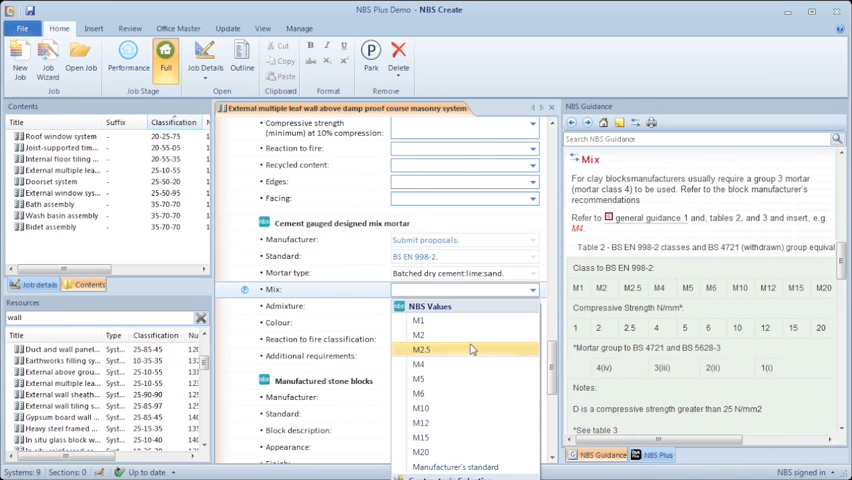 NBS Plus Demo - NBS Create
File
Home
Insert
Review
Office Master
Update
View
Manage
New Job
Job Wizard
Open Job
Job
Performance
Full
Job Stage
Job Details
Outline
Open
Cut
Copy
Paste
Clipboard
B I U
abc X X
Format
Park
Delete
Remove
Contents
Title Suffix Classification
Roof window system - 20-25-75
Joist-supported tim... - 20-55-35
Internal floor tiling ... - 20-55-35
External multiple lea... - 25-10-55
Doorset system - 25-50-20
External window sys... - 25-50-95
Bath assembly - 35-70-70
Wash basin assembly - 35-70-70
Bidet assembly - 35-70-70
Job details
Contents
Resources
wall
Title Type Classification
Duct and wall panel... Syst... 25-85-45 120
Earthworks filling sy... Syst... 25-10-30
External above grou... Syst... 25-10-30
External multiple lea... Syst... 25-10-55
External wall sheath... Syst... 25-90-90
External wall tiling s... Syst...
Gypsum board wall ... Syst...
Heavy steel framed ... Syst... 25-10-30
In situ glass block w... Syst... 25-10-30
Systems: 9 Sections: 0
Up to date
External multiple leaf wall above damp proof course masonry system
• Compressive strength (minimum) at 10% compression:
• Reaction to fire:
• Recycled content:
• Edges:
• Facing:
nbs Cement gauged designed mix mortar
• Manufacturer: Submit proposals.
• Standard: BS EN 998-2.
• Mortar type: Batched dry cement:lime:sand.
P • Mix:
• Admixture:
• Colour:
• Reaction to fire classification:
• Additional requirements:
nbs Manufactured stone blocks
• Manufacturer:
• Standard:
• Block description:
• Appearance:
nbs NBS Values
M1
M2
M2.5
M4
M5
M6
M10
M12
M15
M20
Manufacturer's standard
NBS Guidance
Search NBS Guidance
Mix
For clay blocksmanufacturers usually require a group 3 mortar
(mortar class 4) to be used. Refer to the block manufacturer's
recommendations
Refer to general guidance 1 and, tables 2, and 3 and insert, e.g.
M4.
Table 2 - BS EN 998-2 classes and BS 4721 (withdrawn) group equival
Class to BS EN 998-2:
M1 M2 M2.5 M4 M5 M6 M10 M12 M15 M20
Compressive Strength N/mm²:
1 2 2.5 4 5 6 10 12 15 20
*Mortar group to BS 4721 and BS 5628-3
4(iv) 3(iii) 2(ii) 1(i)
Notes:
D is a compressive strength greater than 25 N/mm2
*See table 3
NBS Guidance
NBS Plus
NBS signed in